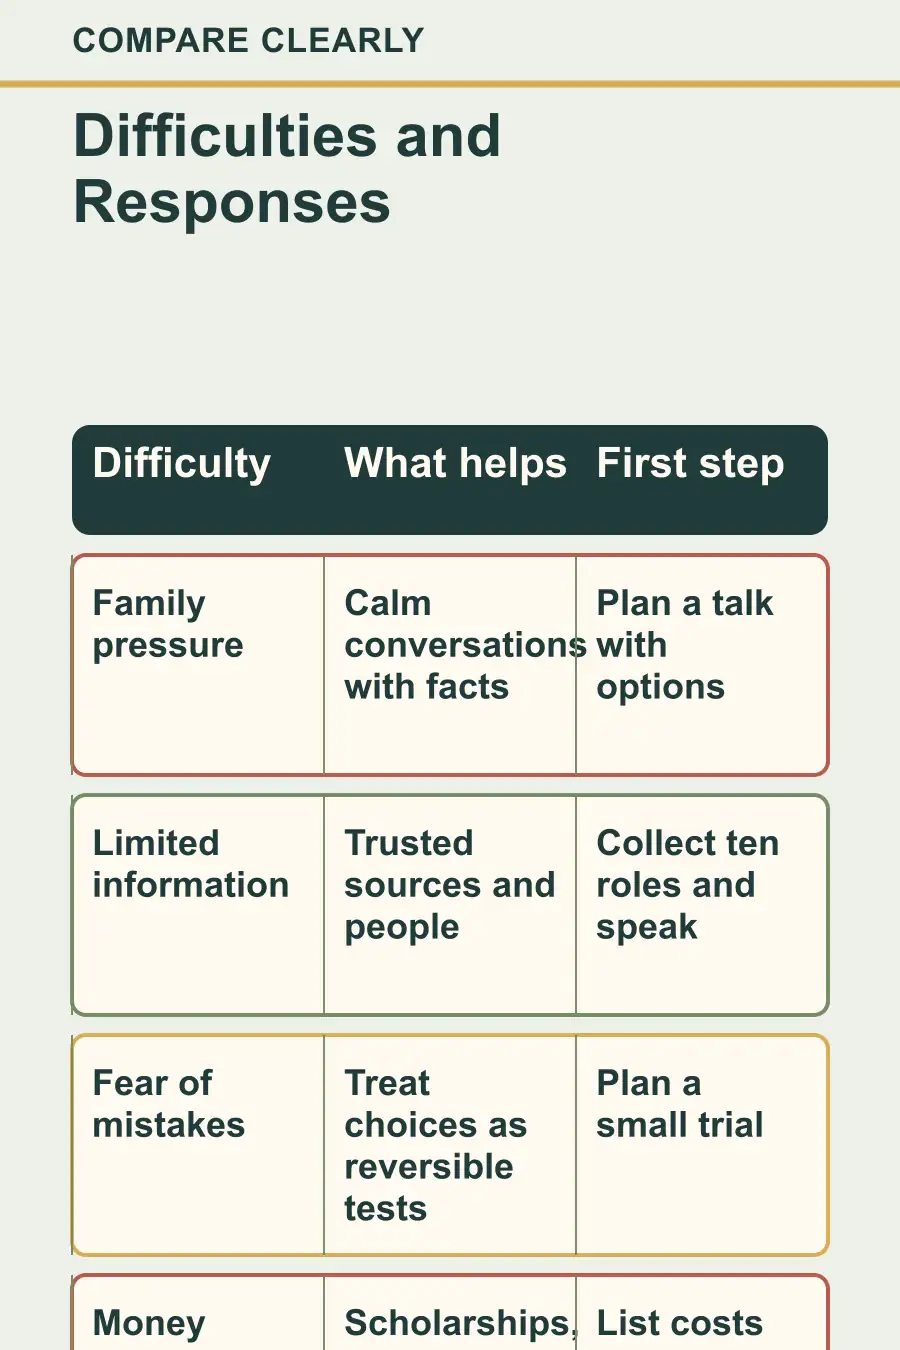 COMPARE CLEARLY
Difficulties and
Responses
Difficulty
What helps
First step
Family
pressure
Calm
conversations
with facts
Plan a talk
with
options
Limited
information
Trusted
sources and
people
Collect ten
roles and
speak
Fear of
mistakes
Treat
choices as
reversible
tests
Plan a
small trial
Money
Scholarships,
List costs